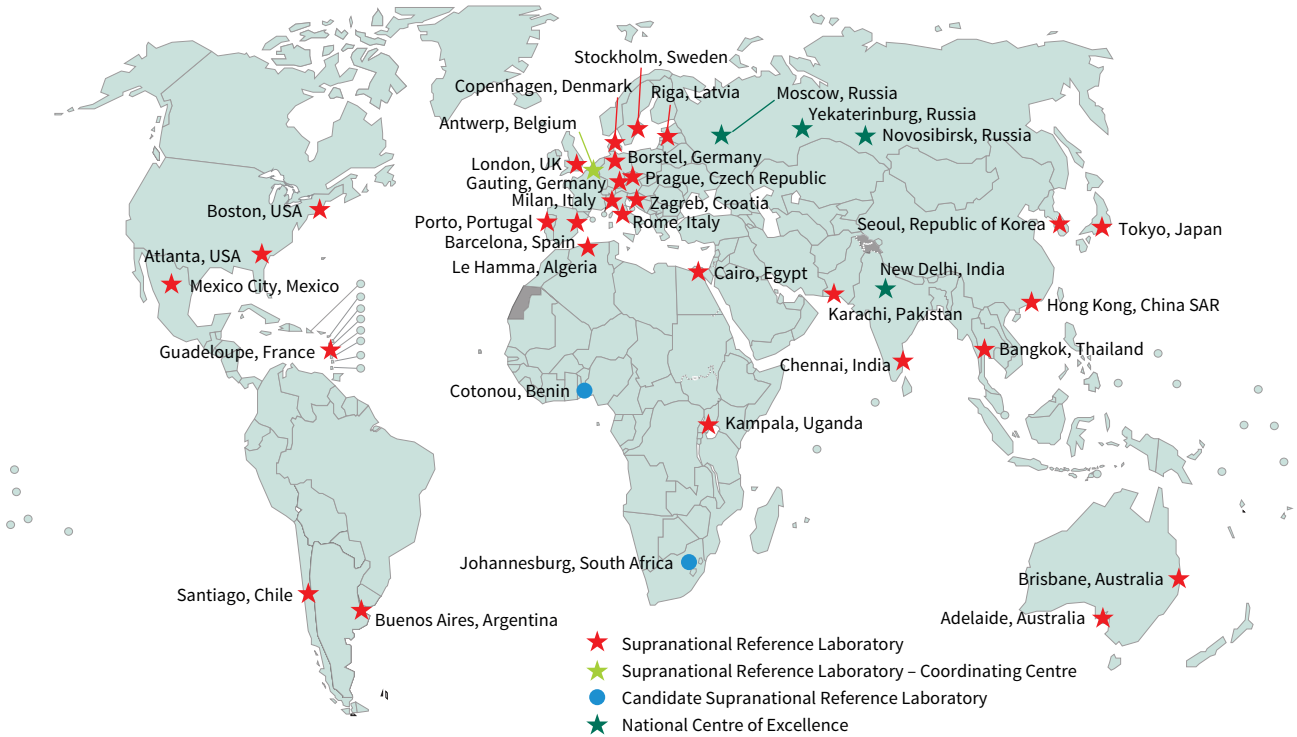 Stockholm, Sweden
Copenhagen, Denmark
Riga, Latvia
Moscow, Russia
Yekaterinburg, Russia
Antwerp, Belgium
Novosibirsk, Russia
Borstel, Germany
London, UK
Prague, Czech Republic
Gauting, Germany
Milan, Italy
Zagreb, Croatia
Boston, USA
Porto, Portugal
Rome, Italy
Seoul, Republic of Korea
Tokyo, Japan
Barcelona, Spain
Atlanta, USA
Le Hamma, Algeria
Cairo, Egypt
New Delhi, India
Mexico City, Mexico
Hong Kong, China SAR
Karachi, Pakistan
Guadeloupe, France
Bangkok, Thailand
Chennai, India
Cotonou, Benin
Kampala, Uganda
Johannesburg, South Africa
Brisbane, Australia
Santiago, Chile
Adelaide, Australia
Buenos Aires, Argentina
Supranational Reference Laboratory
Supranational Reference Laboratory – Coordinating Centre
Candidate Supranational Reference Laboratory
National Centre of Excellence